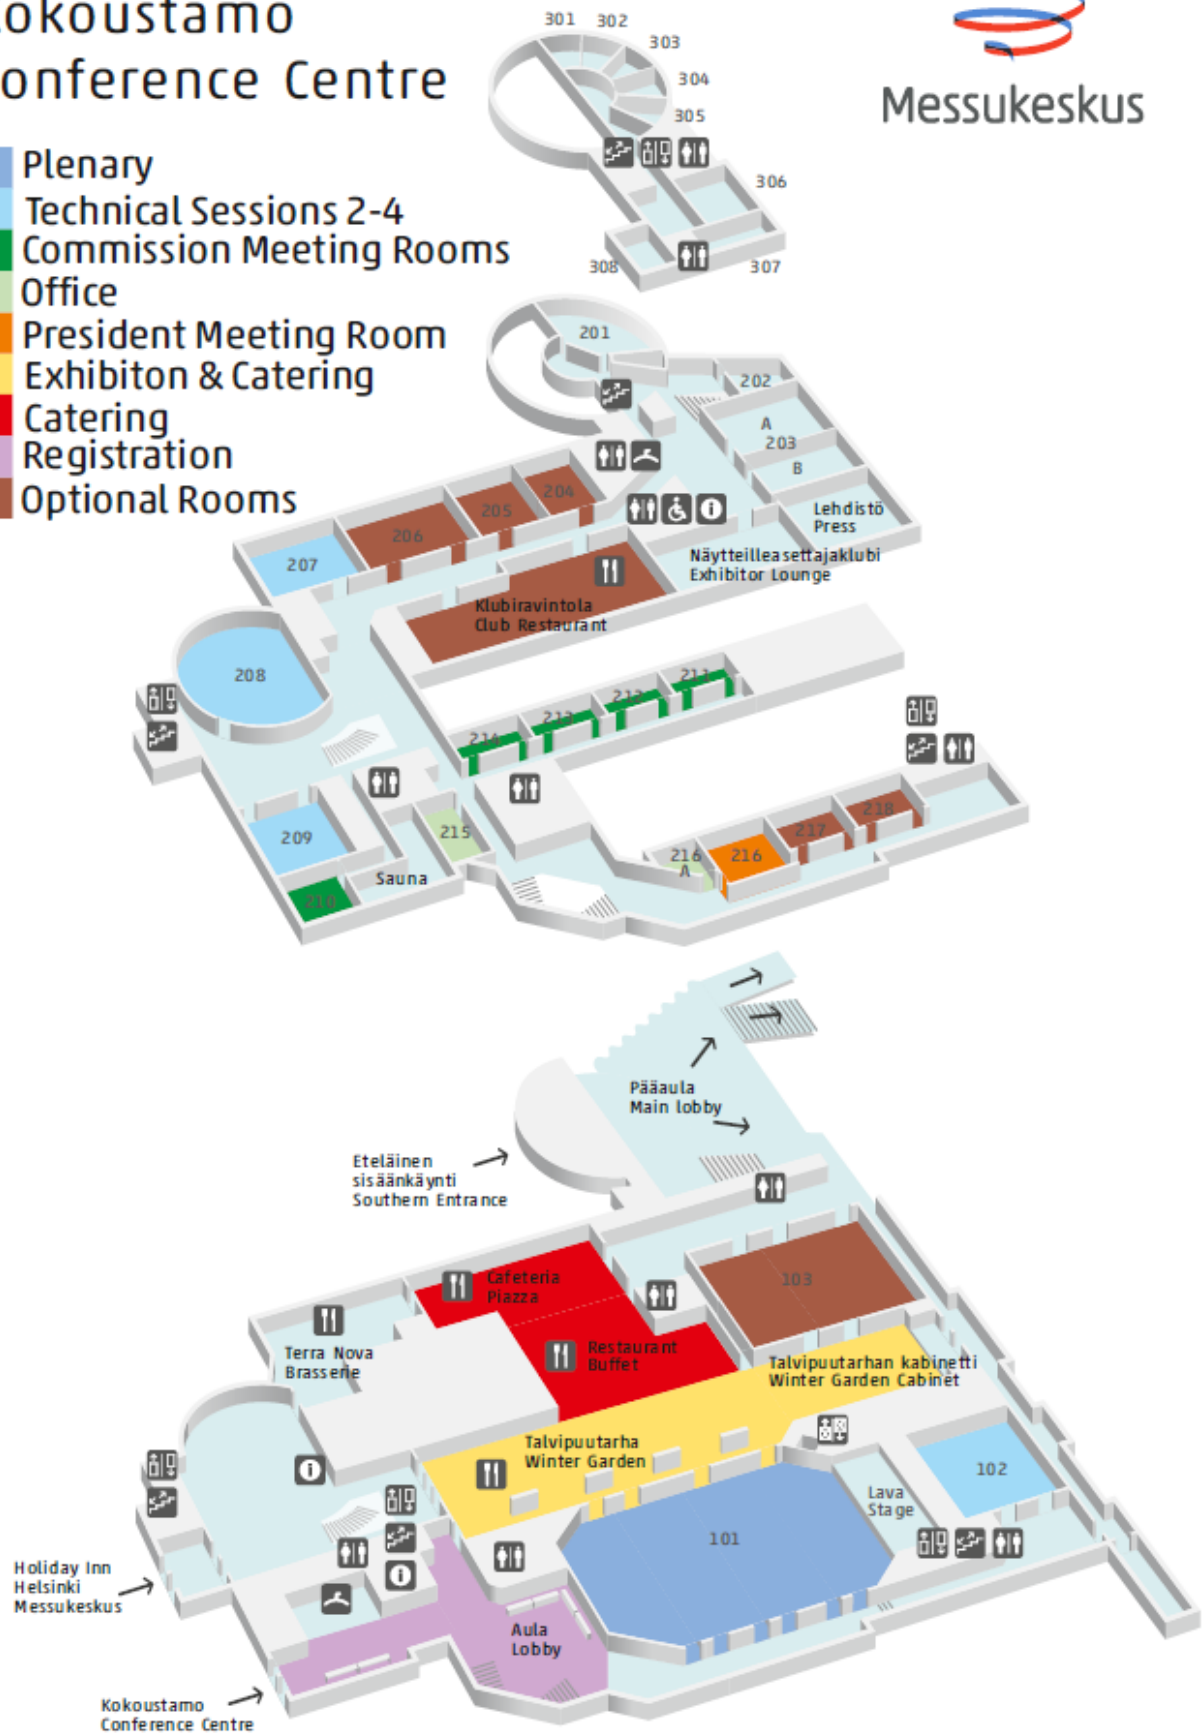 okoustamo
onference Centre
Messukeskus
Plenary
Technical Sessions 2-4
Commission Meeting Rooms
Office
President Meeting Room
Exhibiton & Catering
Catering
Registration
Optional Rooms
301
302
303
304
305
306
307
308
201
202
A
203
B
Lehdistö
Press
204
205
206
207
Näytteilleasettajaklubi
Exhibitor Lounge
Klubiravintola
Club Restaurant
208
211
212
213
214
209
215
216
A
216
217
218
210
Sauna
Pääaula
Main lobby
Eteläinen
sisäänkäynti
Southern Entrance
Cafeteria
Piazza
103
Terra Nova
Brasserie
Restaurant
Buffet
Talvipuutarhan kabinetti
Winter Garden Cabinet
Talvipuutarha
Winter Garden
102
Lava
Stage
101
Holiday Inn
Helsinki
Messukeskus
Aula
Lobby
Kokoustamo
Conference Centre